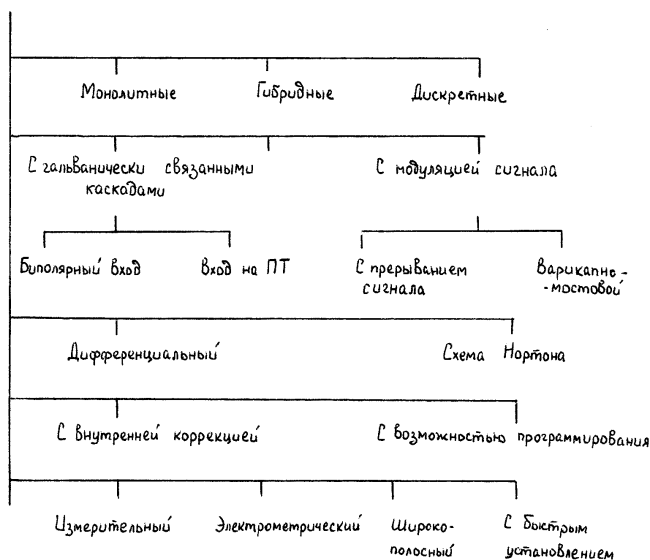 Монолитные Гибридные Дискретные
С гальванически связанными
каскадами
С модуляцией сигнала
Биполярный вход Вход на ПТ
С прерыванием
сигнала
Варикапно-
-мостовой
Дифференциальный Схема Нортона
С внутренней коррекцией С возможностью программирования
Измерительный Электрометрический
Широко-
полосный
С быстрым
установлением